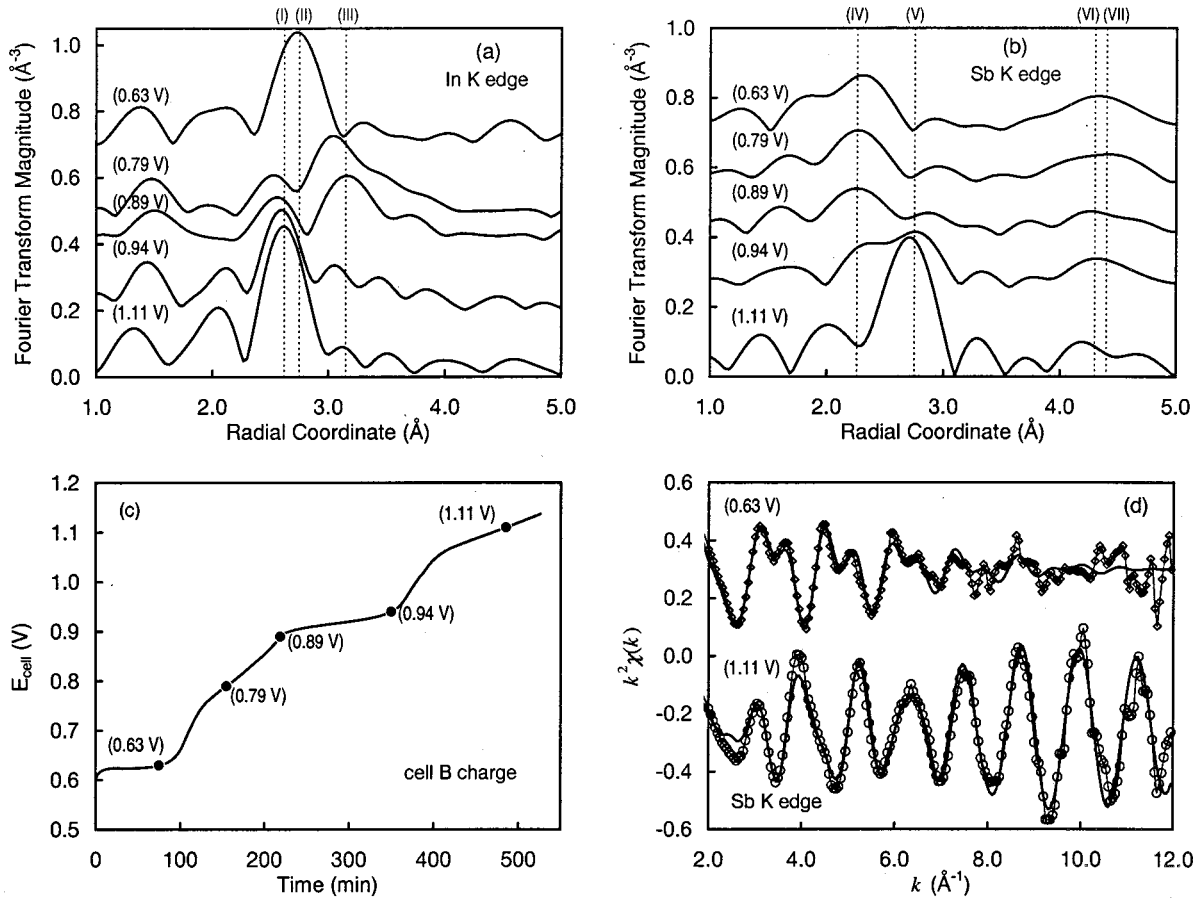 (I) (II) (III)
(a)
In K edge
Fourier Transform Magnitude (Å-3)
1.0
0.8
0.6
0.4
0.2
0.0
(0.63 V)
(0.79 V)
(0.89 V)
(0.94 V)
(1.11 V)
1.0 2.0 3.0 4.0 5.0
Radial Coordinate (Å)
(IV) (V) (VI) (VII)
(b)
Sb K edge
Fourier Transform Magnitude (Å-3)
1.0
0.8
0.6
0.4
0.2
0.0
(0.63 V)
(0.79 V)
(0.89 V)
(0.94 V)
(1.11 V)
1.0 2.0 3.0 4.0 5.0
Radial Coordinate (Å)
(c)
Ecell (V)
1.2
1.1
1.0
0.9
0.8
0.7
0.6
0.5
(1.11 V)
(0.94 V)
(0.89 V)
(0.79 V)
(0.63 V)
cell B charge
0 100 200 300 400 500
Time (min)
(d)
k2χ(k)
0.6
0.4
0.2
0.0
-0.2
-0.4
-0.6
(0.63 V)
(1.11 V)
Sb K edge
2.0 4.0 6.0 8.0 10.0 12.0
k (Å-1)